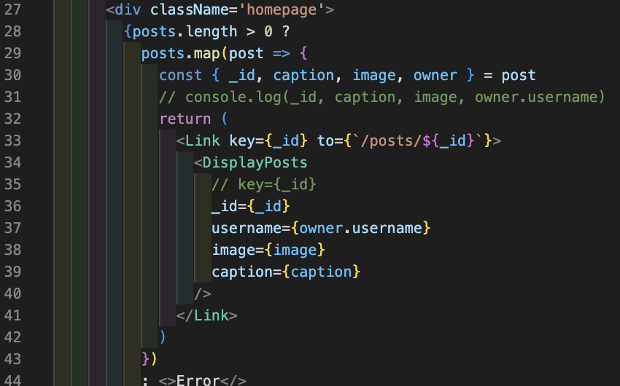 27 <div className='homepage'>
28 {posts.length > 0 ?
29 posts.map(post => {
30 const { _id, caption, image, owner } = post
31 // console.log(_id, caption, image, owner.username)
32 return (
33 <Link key={_id} to={`/posts/${_id}`}>
34 <DisplayPosts
35 // key={_id}
36 _id={_id}
37 username={owner.username}
38 image={image}
39 caption={caption}
40 />
41 </Link>
42 )
43 })
44 : <>Error</>